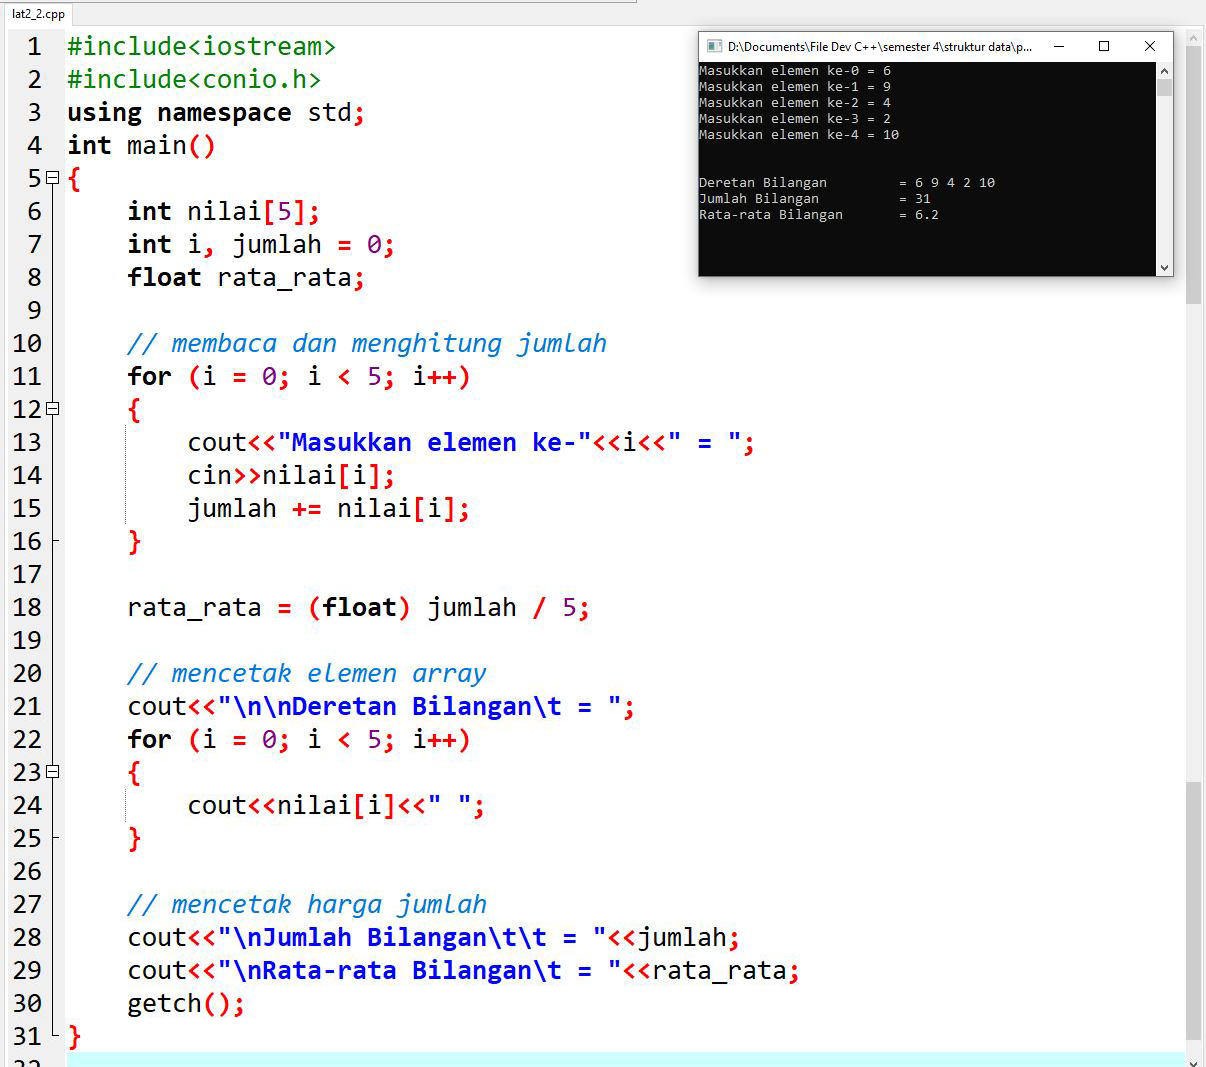 lat2_2.cpp
1 #include<iostream>
2 #include<conio.h>
3 using namespace std;
4 int main()
5 {
6     int nilai[5];
7     int i, jumlah = 0;
8     float rata_rata;
9
10     // membaca dan menghitung jumlah
11     for (i = 0; i < 5; i++)
12     {
13         cout<<"Masukkan elemen ke-"<<i<<" = ";
14         cin>>nilai[i];
15         jumlah += nilai[i];
16     }
17
18     rata_rata = (float) jumlah / 5;
19
20     // mencetak elemen array
21     cout<<"\n\nDeretan Bilangan\t = ";
22     for (i = 0; i < 5; i++)
23     {
24         cout<<nilai[i]<<" ";
25     }
26
27     // mencetak harga jumlah
28     cout<<"\nJumlah Bilangan\t\t = "<<jumlah;
29     cout<<"\nRata-rata Bilangan\t = "<<rata_rata;
30     getch();
31 }
32
D:\Documents\File Dev C++\semester 4\struktur data\p...
Masukkan elemen ke-0 = 6
Masukkan elemen ke-1 = 9
Masukkan elemen ke-2 = 4
Masukkan elemen ke-3 = 2
Masukkan elemen ke-4 = 10
Deretan Bilangan         = 6 9 4 2 10
Jumlah Bilangan          = 31
Rata-rata Bilangan       = 6.2